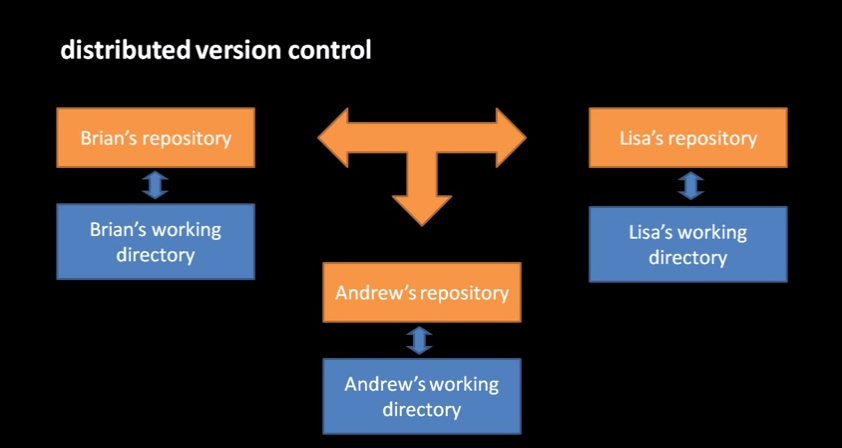 distributed version control
Brian's repository
Lisa's repository
Brian's working
directory
Lisa's working
directory
Andrew's repository
Andrew's working
directory